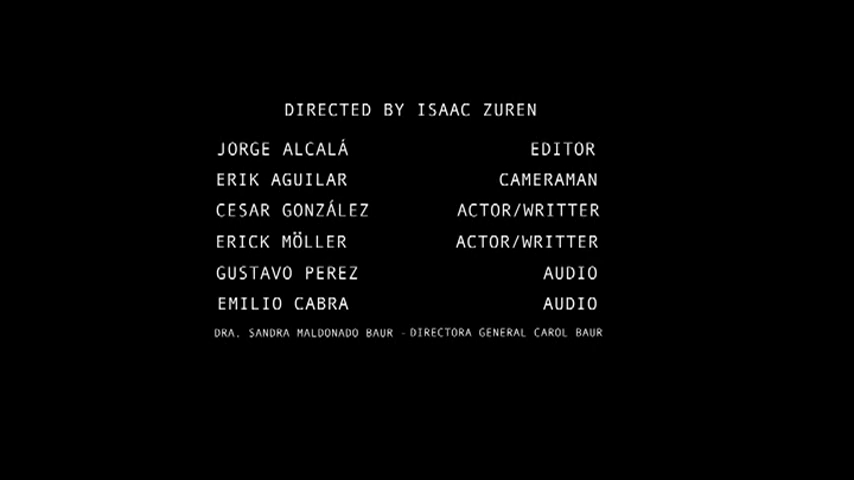 DIRECTED BY ISAAC ZUREN
JORGE ALCALÁ EDITOR
ERIK AGUILAR CAMERAMAN
CESAR GONZÁLEZ ACTOR/WRITTER
ERICK MÖLLER ACTOR/WRITTER
GUSTAVO PEREZ AUDIO
EMILIO CABRA AUDIO
DRA. SANDRA MALDONADO BAUR - DIRECTORA GENERAL CAROL BAUR